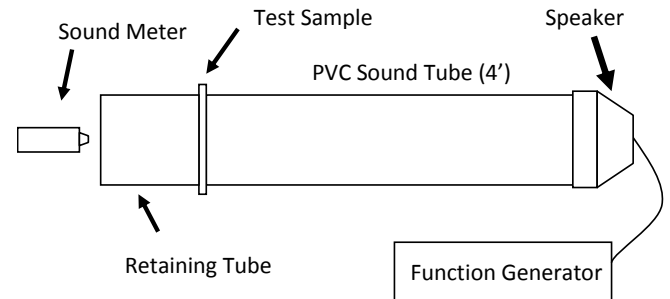 Test Sample
Speaker
Sound Meter
PVC Sound Tube (4’)
Retaining Tube
Function Generator